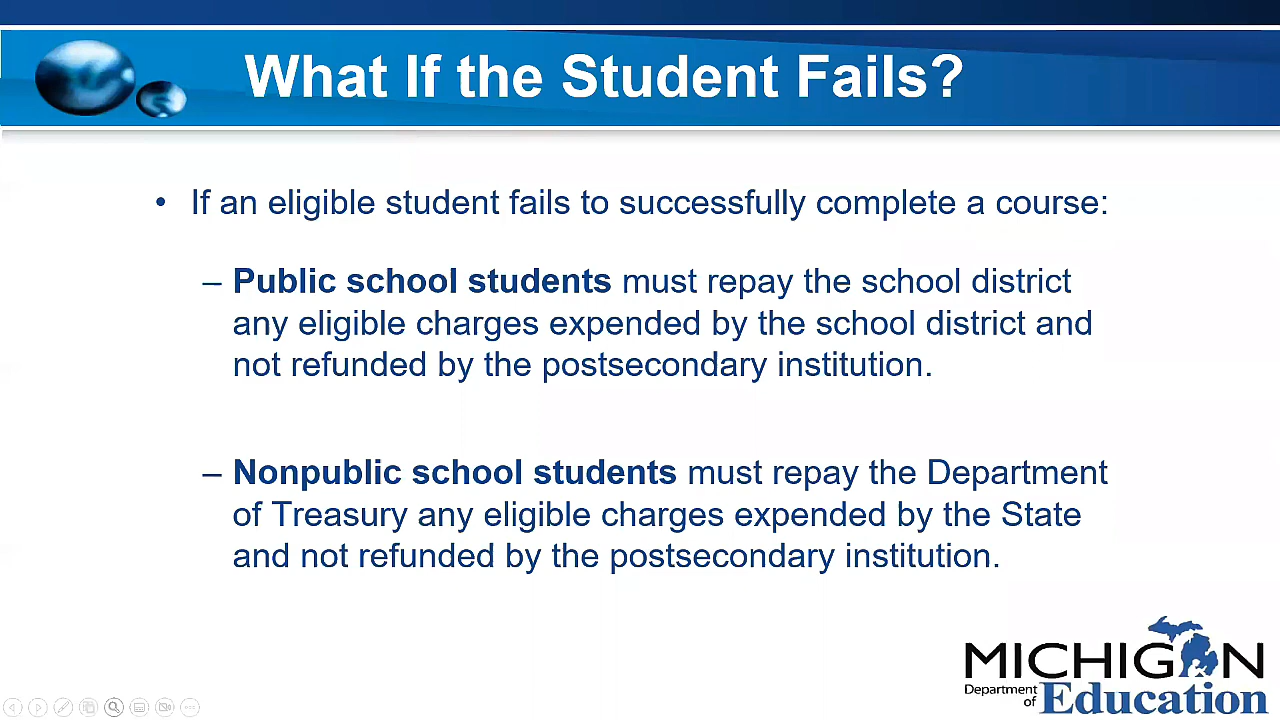 What If the Student Fails?
• If an eligible student fails to successfully complete a course:
– Public school students must repay the school district
any eligible charges expended by the school district and
not refunded by the postsecondary institution.
– Nonpublic school students must repay the Department
of Treasury any eligible charges expended by the State
and not refunded by the postsecondary institution.
MICHIGAN
Department
of Education